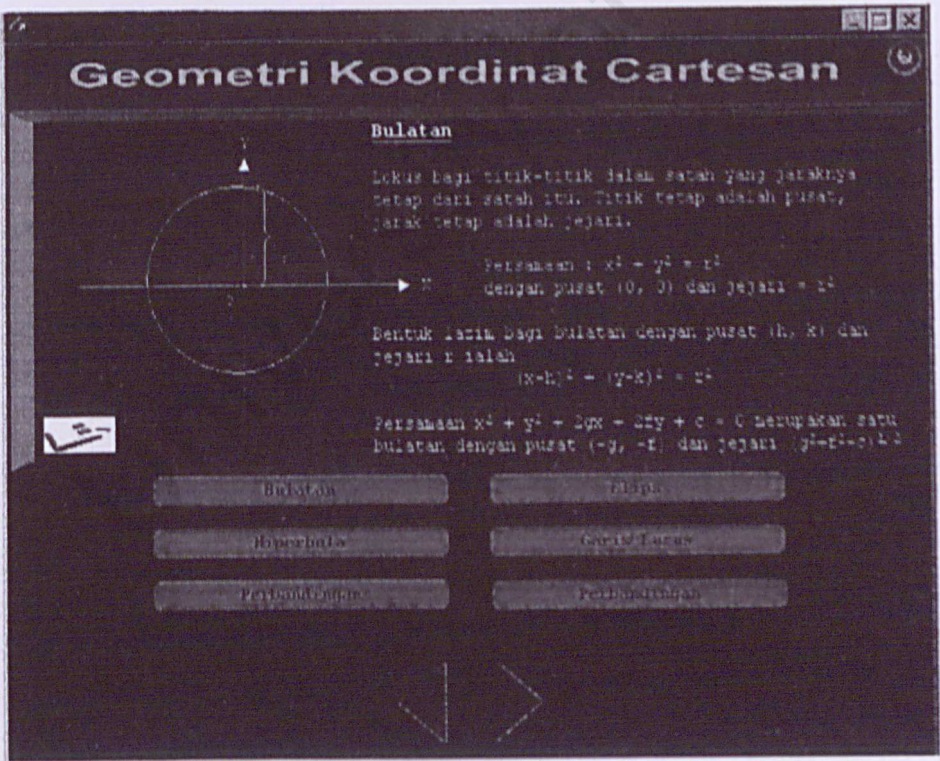 Geometri Koordinat Cartesan
Bulatan
Y
Lokus bagi titik-titik dalam satah yang jaraknya
tetap dari satah itu. Titik tetap adalah pusat,
jarak tetap adalah jejari.
Persamaan : x² + y² = r²
dengan pusat (0, 0) dan jejari = r²
X
Bentuk lazim bagi bulatan dengan pusat (h, k) dan
jejari r ialah
(x-h)² + (y-k)² = r²
Persamaan x² + y² + 2gx + 2fy + c = 0 merupakan satu
bulatan dengan pusat (-g, -f) dan jejari
Bulatan
Elips
Hiperbola
Garis Lurus
Perbandingan
Perbandingan